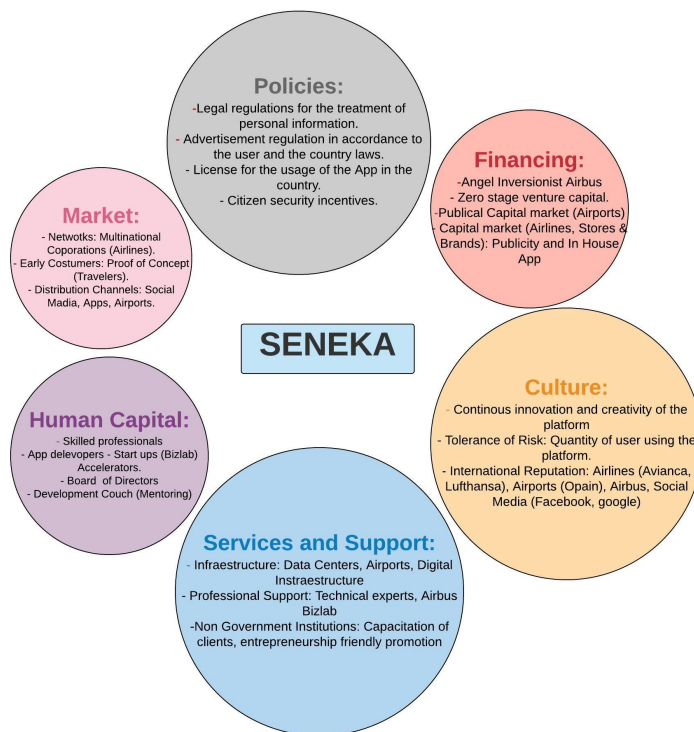 Policies:
-Legal regulations for the treatment of
personal information.
- Advertisement regulation in accordance to
the user and the country laws.
- License for the usage of the App in the
country.
- Citizen security incentives.
Financing:
-Angel Inversionist Airbus
- Zero stage venture capital.
-Publical Capital market (Airports)
- Capital market (Airlines, Stores &
Brands): Publicity and In House
App
Market:
- Netwotks: Multinational
Coporations (Airlines).
- Early Costumers: Proof of Concept
(Travelers).
- Distribution Channels: Social
Madia, Apps, Airports.
SENEKA
Culture:
- Continous innovation and creativity of the
platform
- Tolerance of Risk: Quantity of user using the
platform.
- International Reputation: Airlines (Avianca,
Lufthansa), Airports (Opain), Airbus, Social
Media (Facebook, google)
Human Capital:
- Skilled professionals
- App delevopers - Start ups (Bizlab)
Accelerators.
- Board of Directors
- Development Couch (Mentoring)
Services and Support:
- Infraestructure: Data Centers, Airports, Digital
Instraestructure
- Professional Support: Technical experts, Airbus
Bizlab
-Non Government Institutions: Capacitation of
clients, entrepreneurship friendly promotion